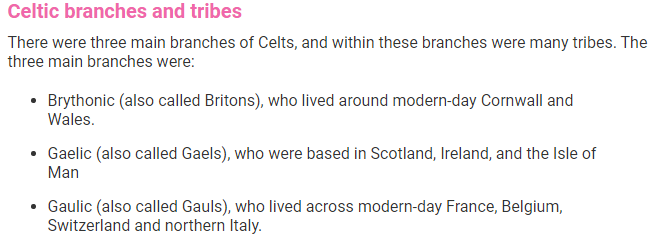 Celtic branches and tribes
There were three main branches of Celts, and within these branches were many tribes. The
three main branches were:
• Brythonic (also called Britons), who lived around modern-day Cornwall and
Wales.
• Gaelic (also called Gaels), who were based in Scotland, Ireland, and the Isle of
Man
• Gaulic (also called Gauls), who lived across modern-day France, Belgium,
Switzerland and northern Italy.